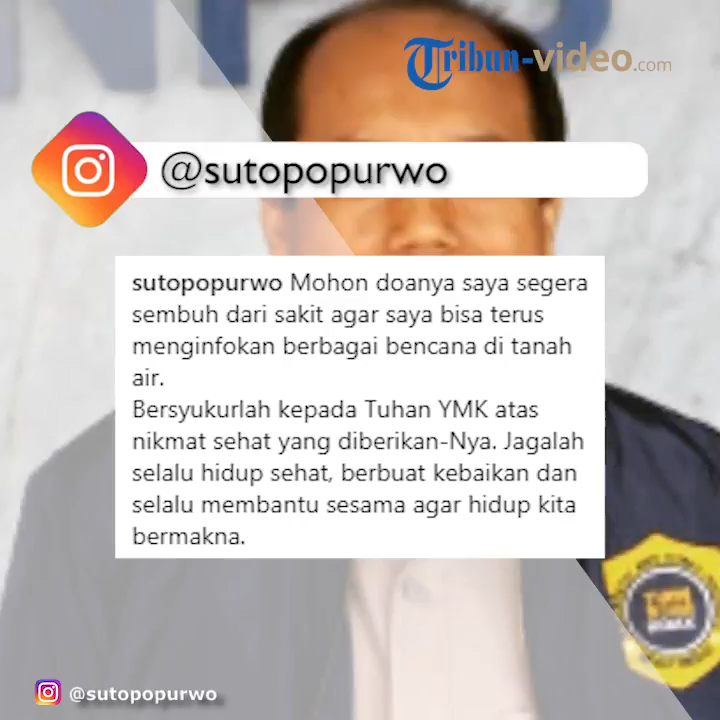 Tribun-video.com
@sutopopurwo
sutopopurwo Mohon doanya saya segera
sembuh dari sakit agar saya bisa terus
menginfokan berbagai bencana di tanah
air.
Bersyukurlah kepada Tuhan YMK atas
nikmat sehat yang diberikan-Nya. Jagalah
selalu hidup sehat, berbuat kebaikan dan
selalu membantu sesama agar hidup kita
bermakna.
@sutopopurwo